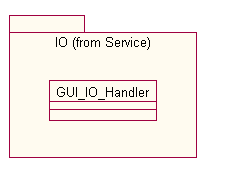 IO (from Service)
GUI_IO_Handler